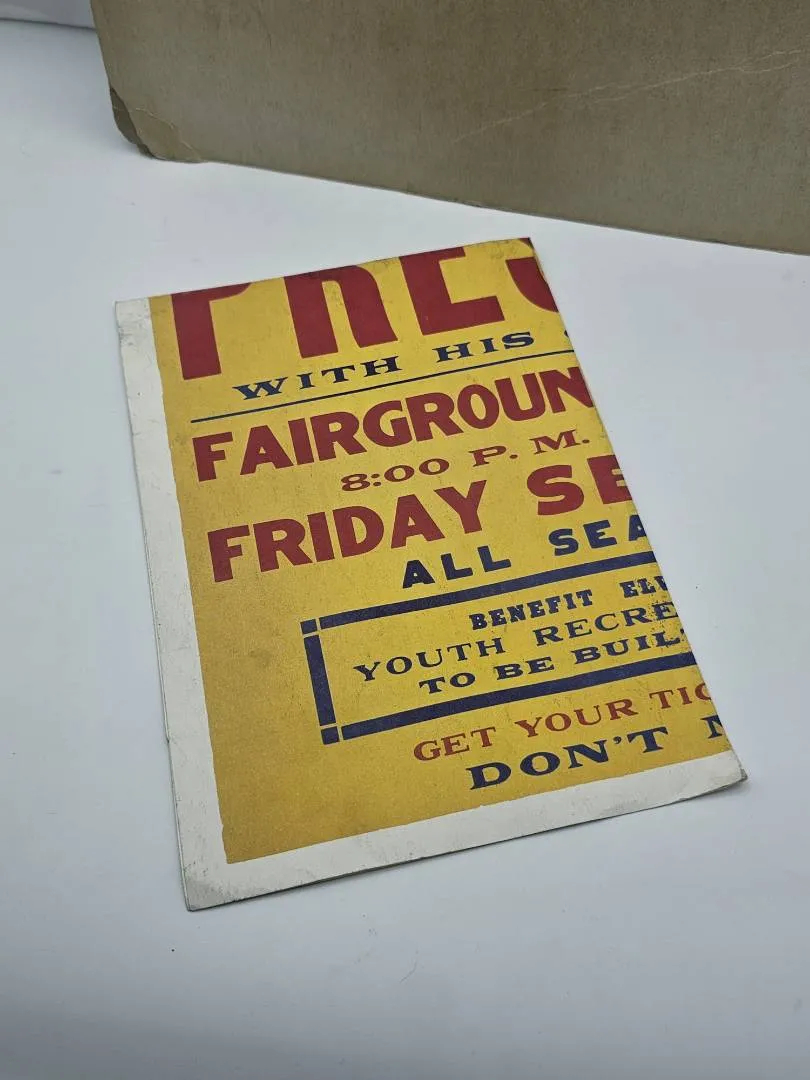 PRES
WITH HIS
FAIRGROUN
8:00 P. M.
FRIDAY SE
ALL SEA
BENEFIT ELV
YOUTH RECRE
TO BE BUIL
GET YOUR TIC
DON'T